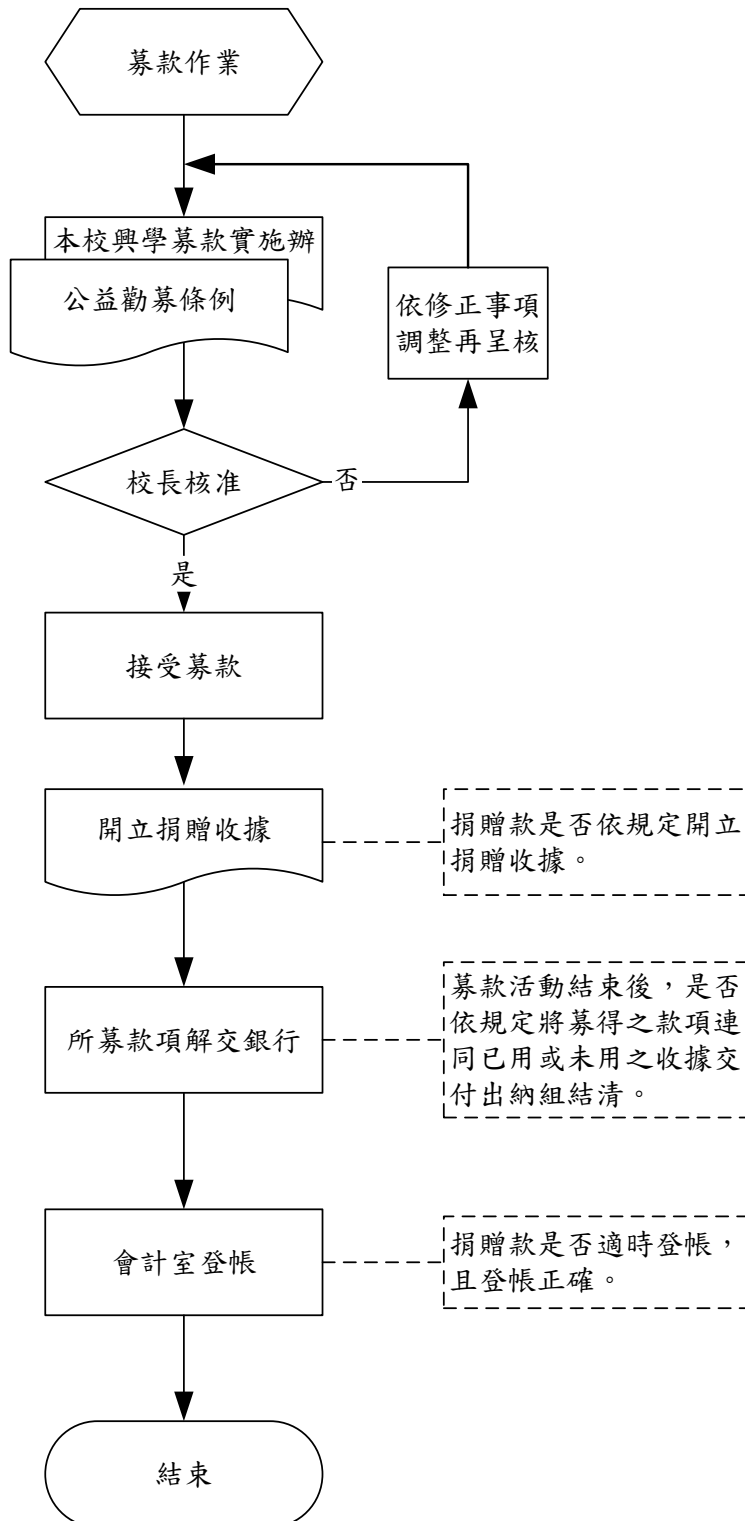 募款作業
本校興學募款實施辦
公益勸募條例
依修正事項
調整再呈核
校長核准
否
是
接受募款
開立捐贈收據
捐贈款是否依規定開立
捐贈收據。
所募款項解交銀行
募款活動結束後，是否
依規定將募得之款項連
同已用或未用之收據交
付出納組結清。
會計室登帳
捐贈款是否適時登帳，
且登帳正確。
結束